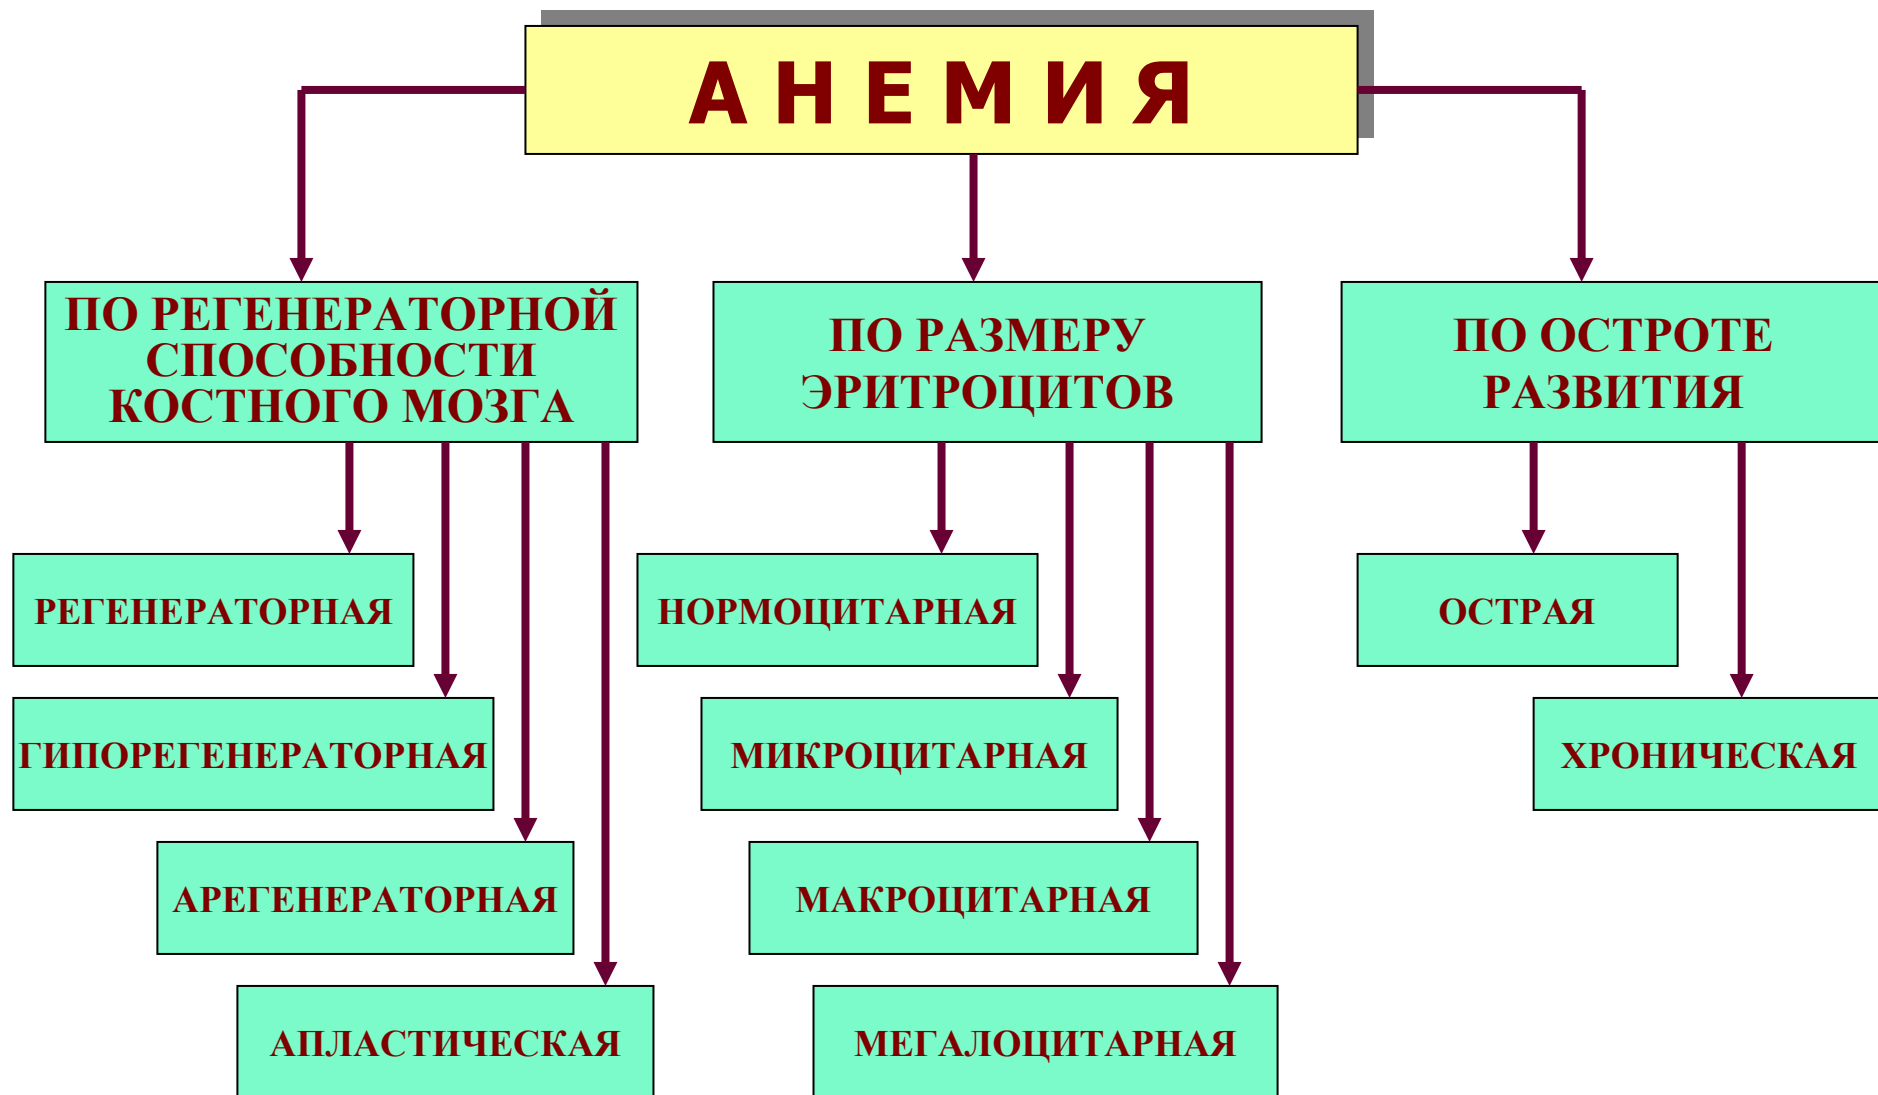 АНЕМИЯ
ПО РЕГЕНЕРАТОРНОЙ
СПОСОБНОСТИ
КОСТНОГО МОЗГА
ПО РАЗМЕРУ
ЭРИТРОЦИТОВ
ПО ОСТРОТЕ
РАЗВИТИЯ
РЕГЕНЕРАТОРНАЯ
ГИПОРЕГЕНЕРАТОРНАЯ
АРЕГЕНЕРАТОРНАЯ
АПЛАСТИЧЕСКАЯ
НОРМОЦИТАРНАЯ
МИКРОЦИТАРНАЯ
МАКРОЦИТАРНАЯ
МЕГАЛОЦИТАРНАЯ
ОСТРАЯ
ХРОНИЧЕСКАЯ